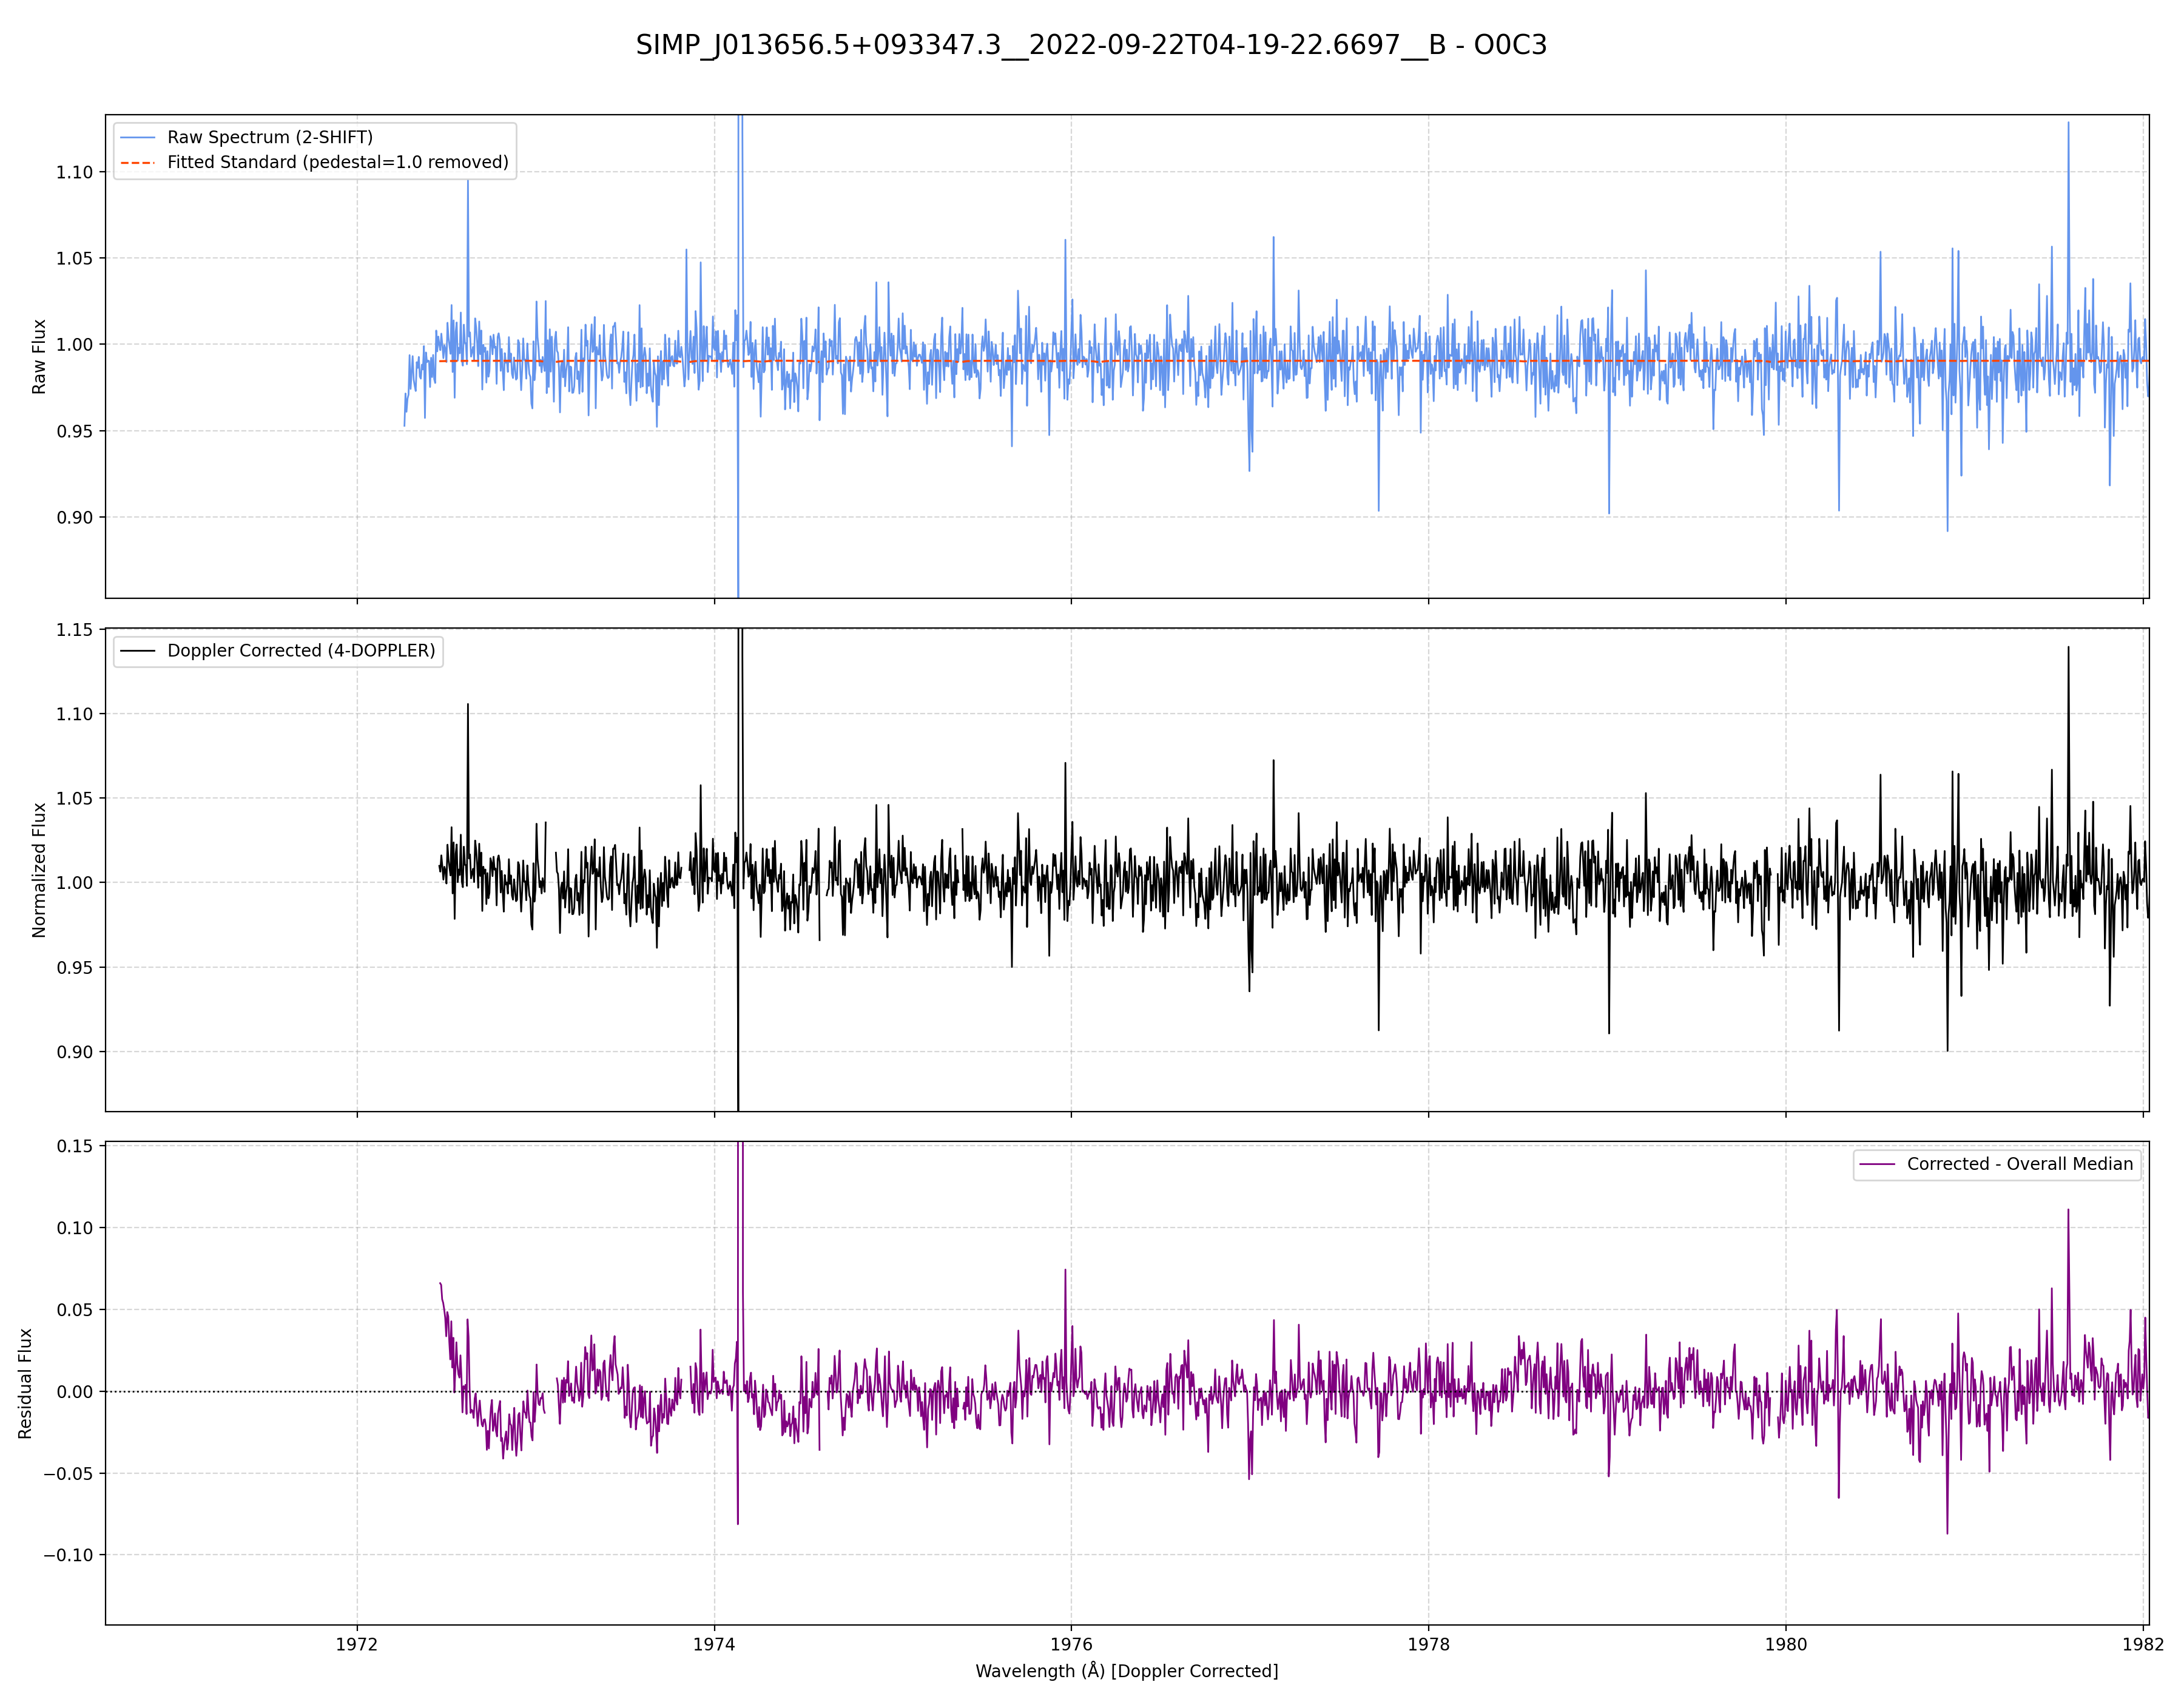 SIMP_J013656.5+093347.3__2022-09-22T04-19-22.6697__B - O0C3
Raw Spectrum (2-SHIFT)
Fitted Standard (pedestal=1.0 removed)
Raw Flux
1.10
1.05
1.00
0.95
0.90
Doppler Corrected (4-DOPPLER)
Normalized Flux
1.15
1.10
1.05
1.00
0.95
0.90
Corrected - Overall Median
Residual Flux
0.15
0.10
0.05
0.00
−0.05
−0.10
1972
1974
1976
1978
1980
1982
Wavelength (Å) [Doppler Corrected]